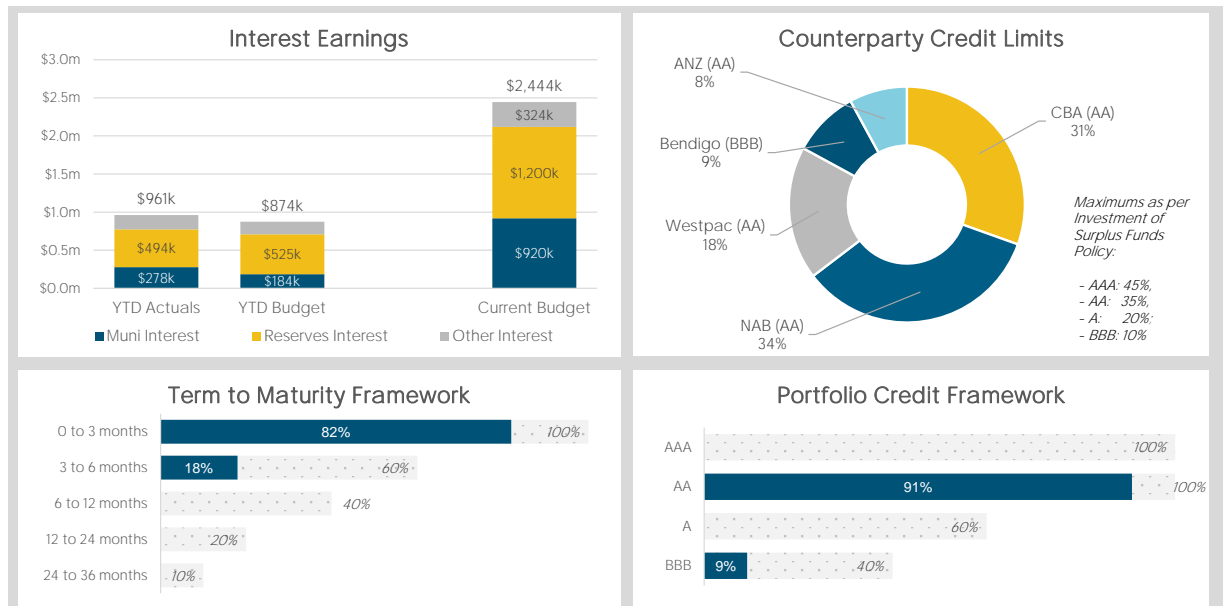 Interest Earnings
$3.0m
$2.5m
$2.0m
$1.5m
$1.0m
$0.5m
$0.0m
$961k
$494k
$278k
$874k
$525k
$184k
$2,444k
$324k
$1,200k
$920k
YTD Actuals
YTD Budget
Current Budget
Muni Interest
Reserves Interest
Other Interest
Counterparty Credit Limits
ANZ (AA)
8%
CBA (AA)
31%
Bendigo (BBB)
9%
Westpac (AA)
18%
NAB (AA)
34%
Maximums as per
Investment of
Surplus Funds
Policy:
- AAA: 45%,
- AA: 35%,
- A: 20%;
- BBB: 10%
Term to Maturity Framework
0 to 3 months
82%
100%
3 to 6 months
18%
60%
6 to 12 months
40%
12 to 24 months
20%
24 to 36 months
10%
Portfolio Credit Framework
AAA
100%
AA
91%
100%
A
60%
BBB
9%
40%